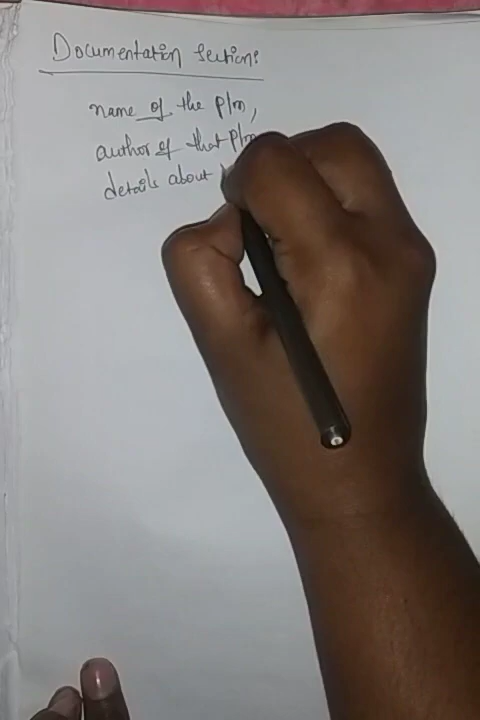 Documentation section:
name of the p/m,
author of that p/m
details about